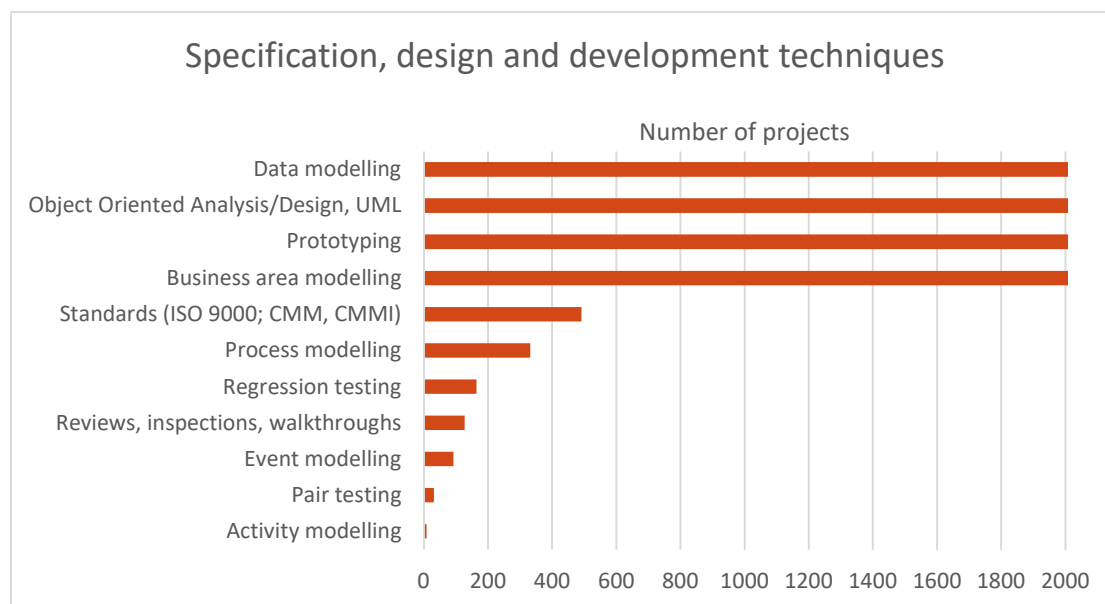 Specification, design and development techniques
Number of projects
Data modelling
Object Oriented Analysis/Design, UML
Prototyping
Business area modelling
Standards (ISO 9000; CMM, CMMI)
Process modelling
Regression testing
Reviews, inspections, walkthroughs
Event modelling
Pair testing
Activity modelling
0 200 400 600 800 1000 1200 1400 1600 1800 2000